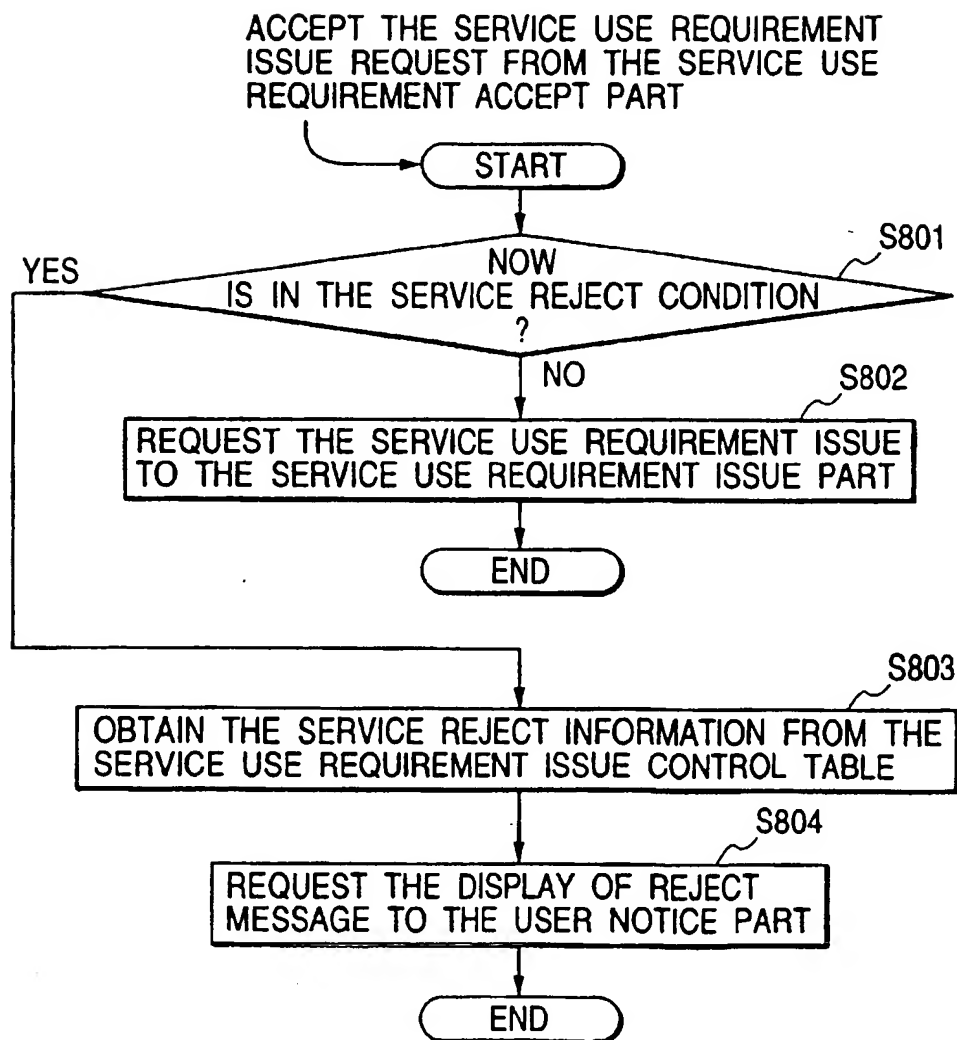 ACCEPT THE SERVICE USE REQUIREMENT
ISSUE REQUEST FROM THE SERVICE USE
REQUIREMENT ACCEPT PART
START
S801
YES
NOW
IS IN THE SERVICE REJECT CONDITION
?
NO
S802
REQUEST THE SERVICE USE REQUIREMENT ISSUE
TO THE SERVICE USE REQUIREMENT ISSUE PART
END
S803
OBTAIN THE SERVICE REJECT INFORMATION FROM THE
SERVICE USE REQUIREMENT ISSUE CONTROL TABLE
S804
REQUEST THE DISPLAY OF REJECT
MESSAGE TO THE USER NOTICE PART
END